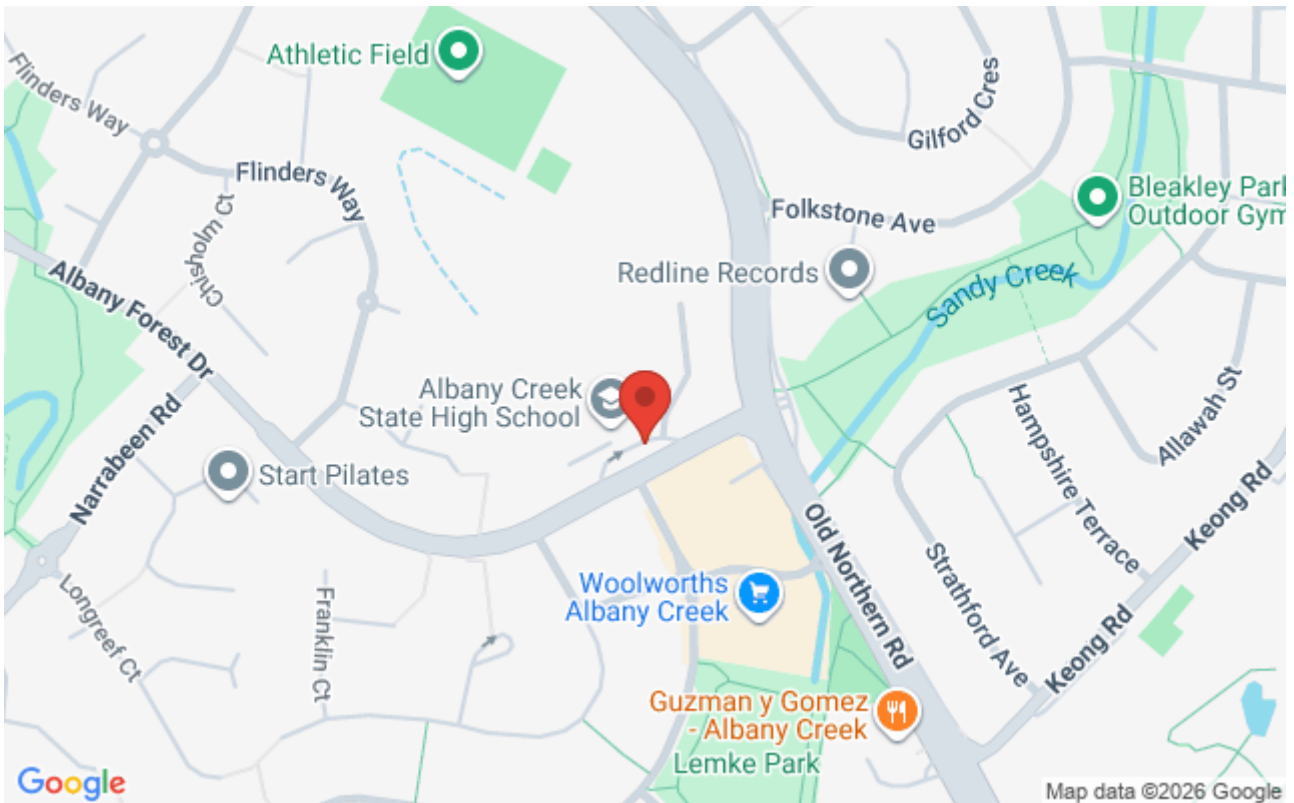 Athletic Field
Flinders Way
Flinders Way
Chisholm Ct
Gilford Cres
Folkstone Ave
Bleakley Park
Outdoor Gym
Redline Records
Sandy Creek
Albany Forest Dr
Albany Creek
State High School
Narrabeen Rd
Start Pilates
Hampshire Terrace
Allawah St
Keong Rd
Old Northern Rd
Strathford Ave
Woolworths
Albany Creek
Longreef Ct
Franklin Ct
Keong Rd
Guzman y Gomez
- Albany Creek
Lemke Park
Google
Map data ©2026 Google